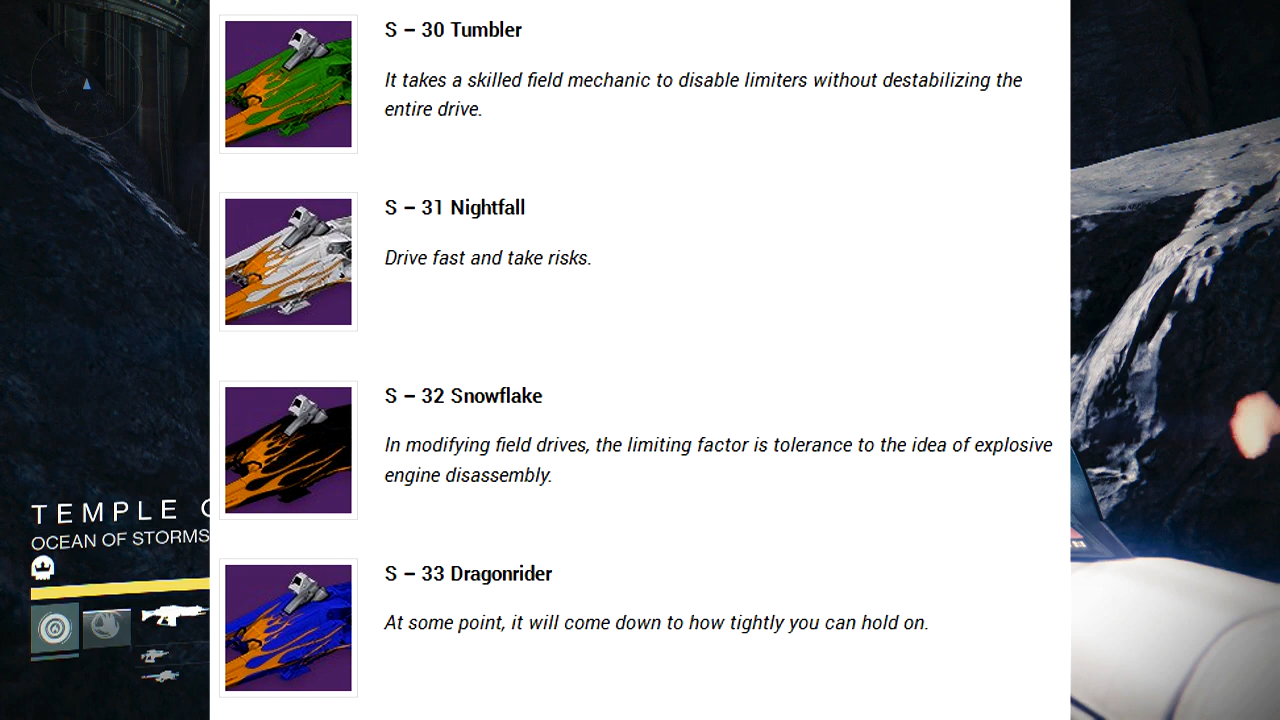 S – 30 Tumbler
It takes a skilled field mechanic to disable limiters without destabilizing the
entire drive.
S – 31 Nightfall
Drive fast and take risks.
S – 32 Snowflake
In modifying field drives, the limiting factor is tolerance to the idea of explosive
engine disassembly.
S – 33 Dragonrider
At some point, it will come down to how tightly you can hold on.
TEMPLE
OCEAN OF STORMS